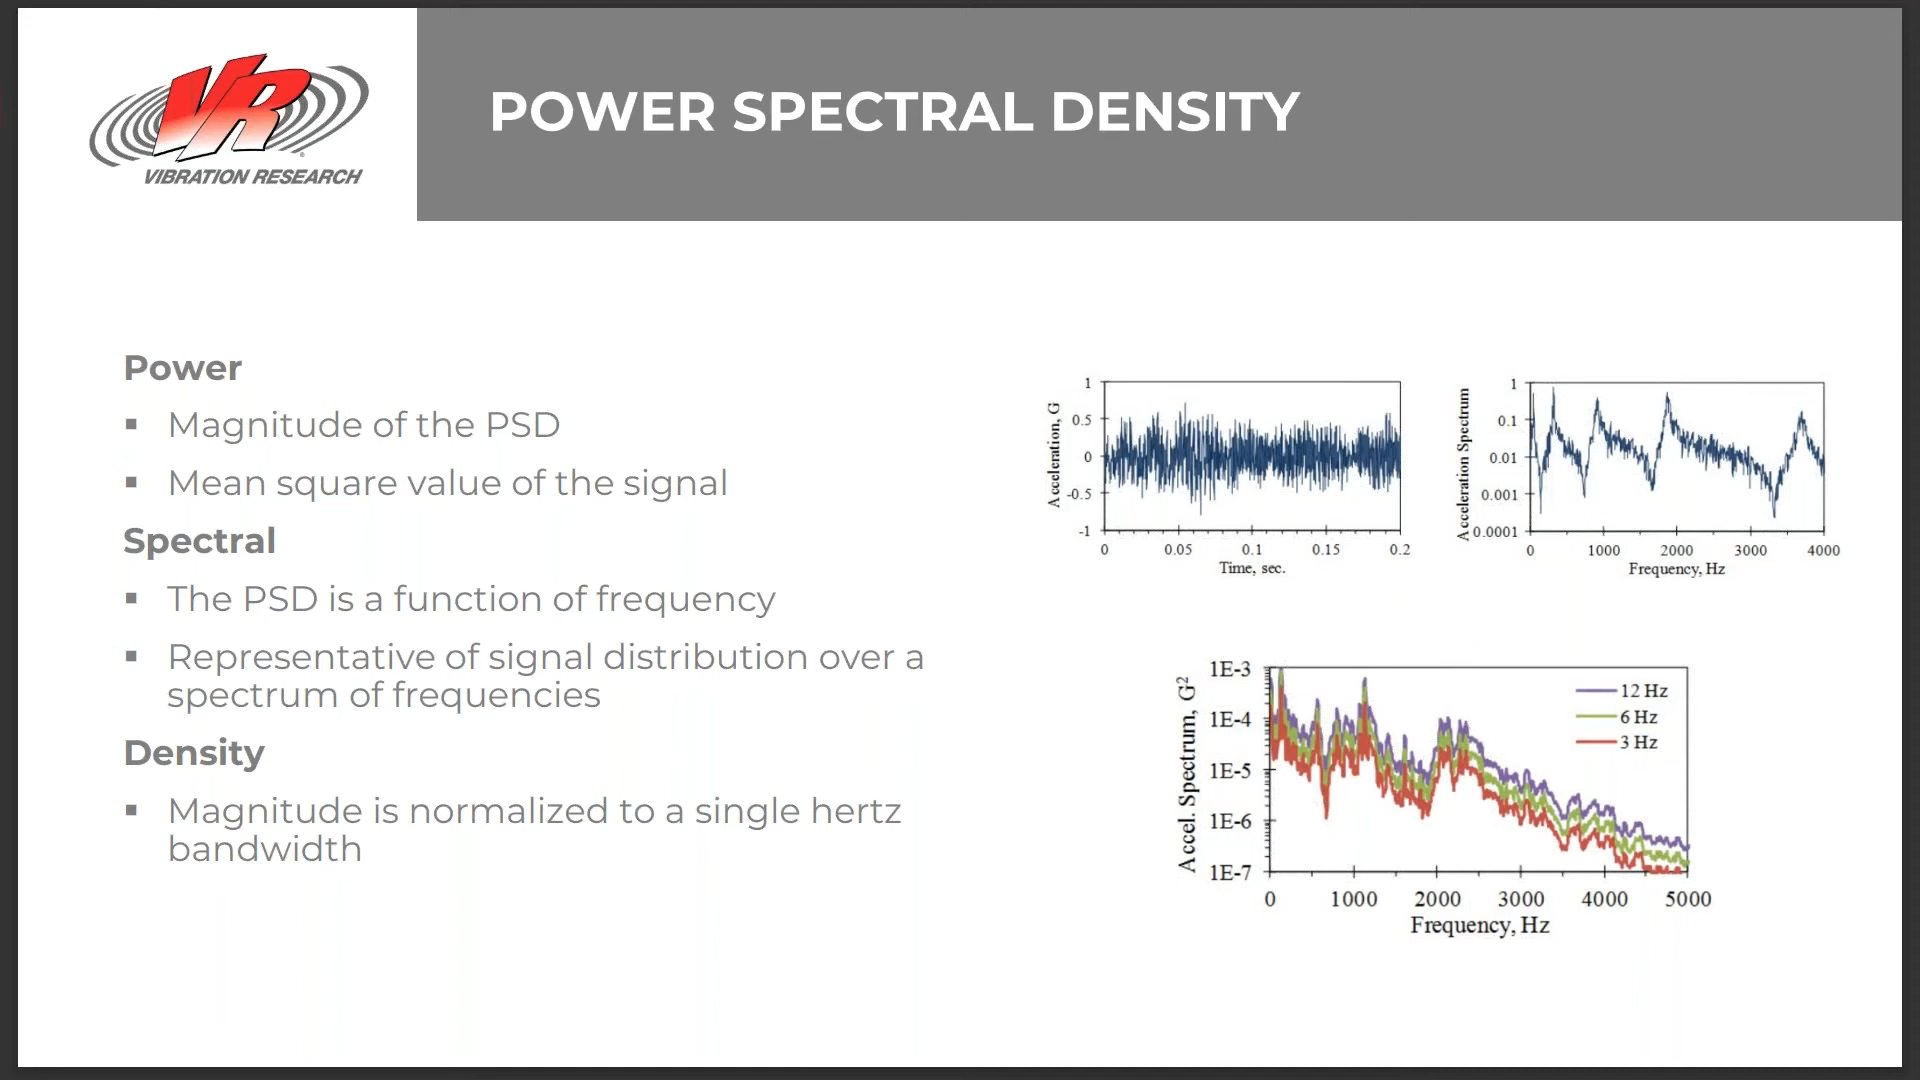 VR
VIBRATION RESEARCH
POWER SPECTRAL DENSITY
Power
▪ Magnitude of the PSD
▪ Mean square value of the signal
Spectral
▪ The PSD is a function of frequency
▪ Representative of signal distribution over a
spectrum of frequencies
Density
▪ Magnitude is normalized to a single hertz
bandwidth
Acceleration, G
1
0.5
0
-0.5
-1
0 0.05 0.1 0.15 0.2
Time, sec.
Acceleration Spectrum
1
0.1
0.01
0.001
0.0001
0 1000 2000 3000 4000
Frequency, Hz
Accel. Spectrum, G²
1E-3
1E-4
1E-5
1E-6
1E-7
12 Hz
6 Hz
3 Hz
0 1000 2000 3000 4000 5000
Frequency, Hz